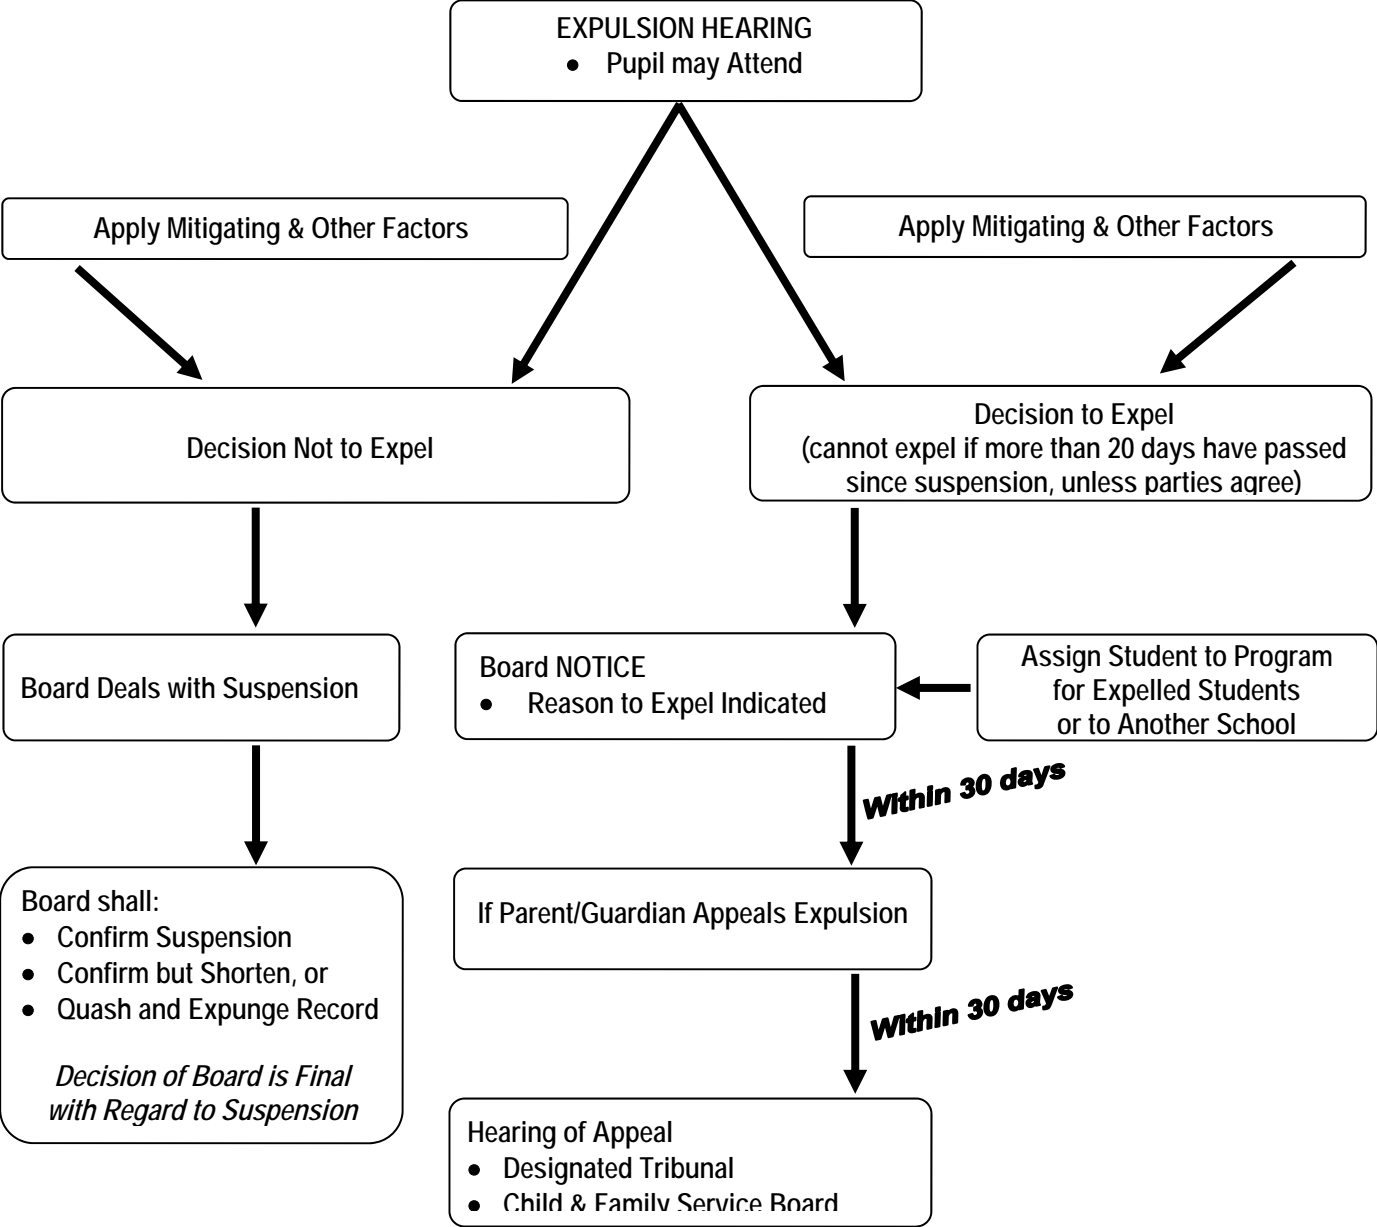 EXPULSION HEARING
• Pupil may Attend
Apply Mitigating & Other Factors
Apply Mitigating & Other Factors
Decision Not to Expel
Decision to Expel
(cannot expel if more than 20 days have passed
since suspension, unless parties agree)
Board Deals with Suspension
Board NOTICE
• Reason to Expel Indicated
Assign Student to Program
for Expelled Students
or to Another School
Within 30 days
Board shall:
• Confirm Suspension
• Confirm but Shorten, or
• Quash and Expunge Record
Decision of Board is Final
with Regard to Suspension
If Parent/Guardian Appeals Expulsion
Within 30 days
Hearing of Appeal
• Designated Tribunal
• Child & Family Service Board